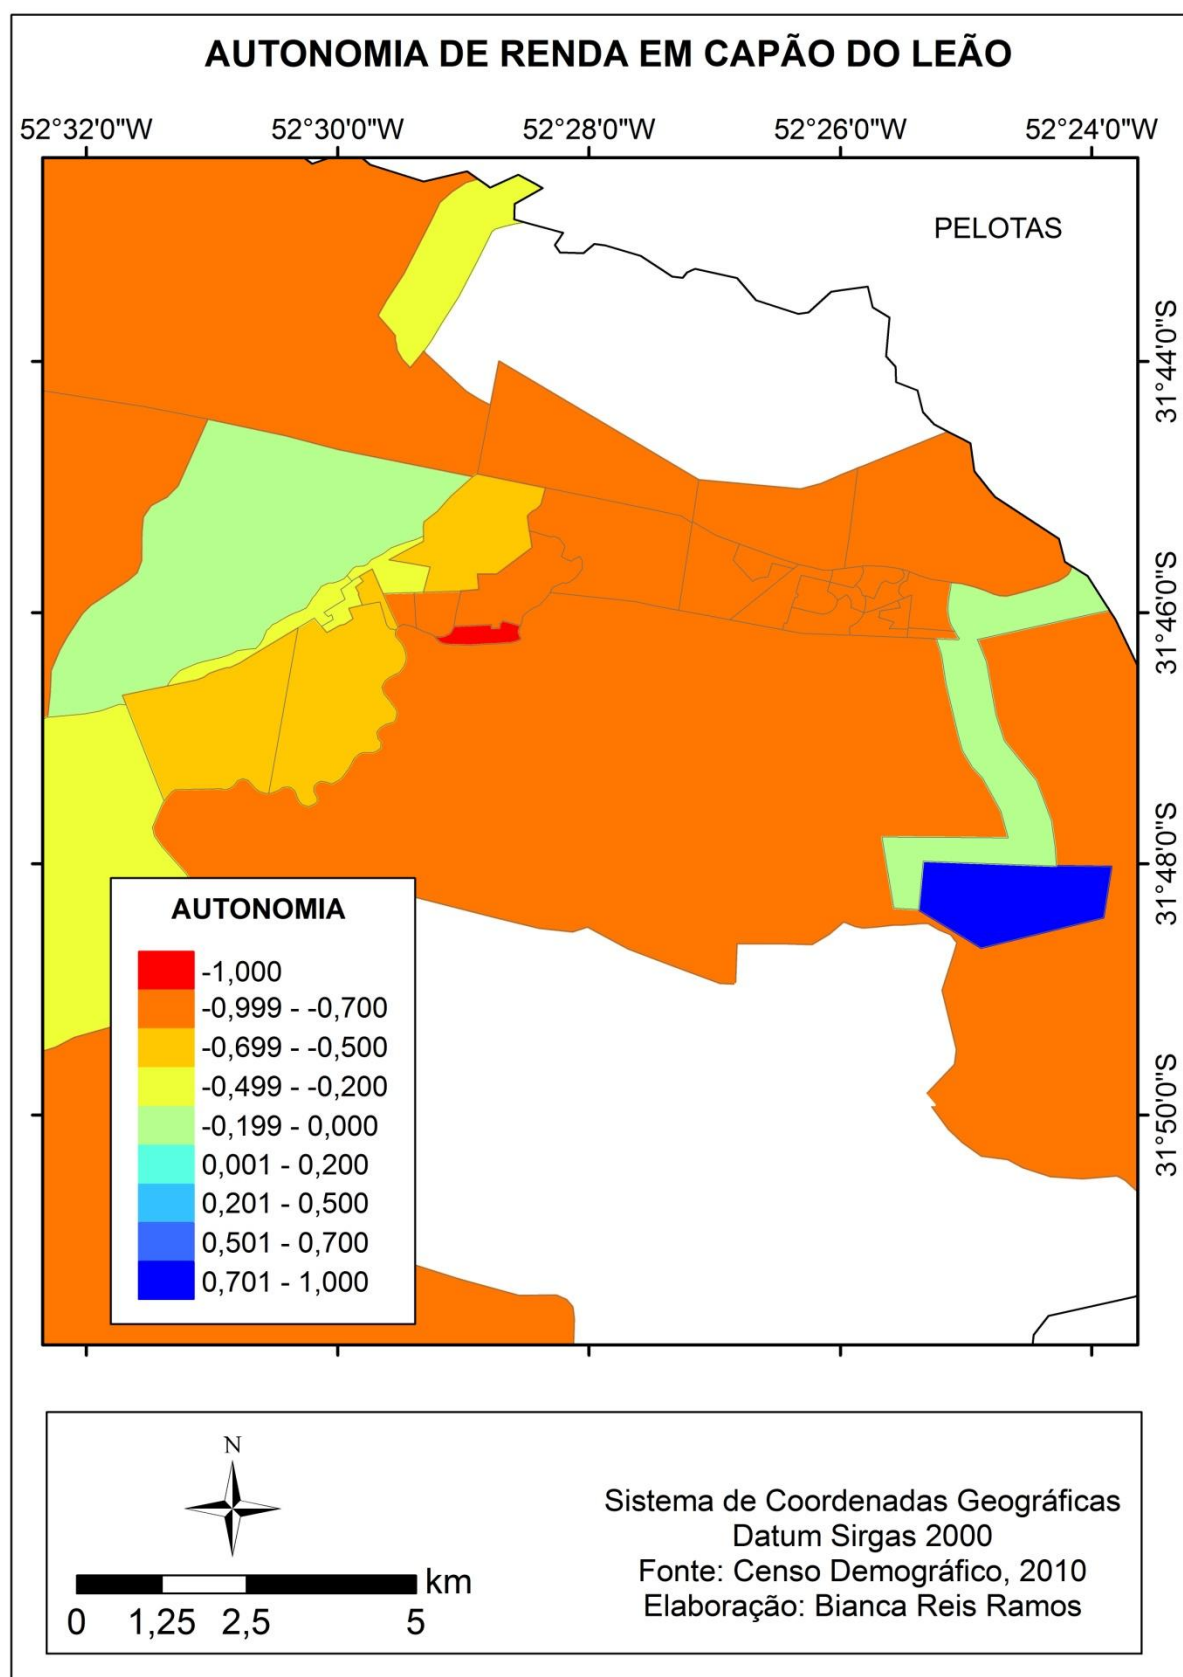 AUTONOMIA DE RENDA EM CAPÃO DO LEÃO
52°32'0"W 52°30'0"W 52°28'0"W 52°26'0"W 52°24'0"W
PELOTAS
31°44'0"S
31°46'0"S
31°48'0"S
31°50'0"S
AUTONOMIA
-1,000
-0,999 - -0,700
-0,699 - -0,500
-0,499 - -0,200
-0,199 - 0,000
0,001 - 0,200
0,201 - 0,500
0,501 - 0,700
0,701 - 1,000
N
km
0 1,25 2,5 5
Sistema de Coordenadas Geográficas
Datum Sirgas 2000
Fonte: Censo Demográfico, 2010
Elaboração: Bianca Reis Ramos